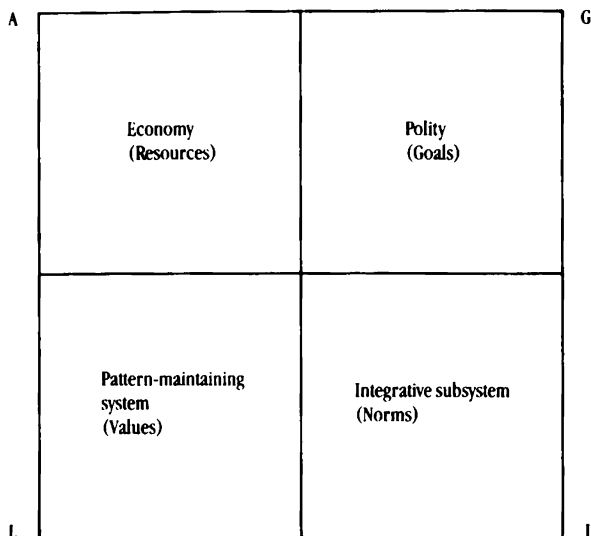 A
G
Economy
(Resources)
Polity
(Goals)
Pattern-maintaining
system
(Values)
Integrative subsystem
(Norms)
L
I